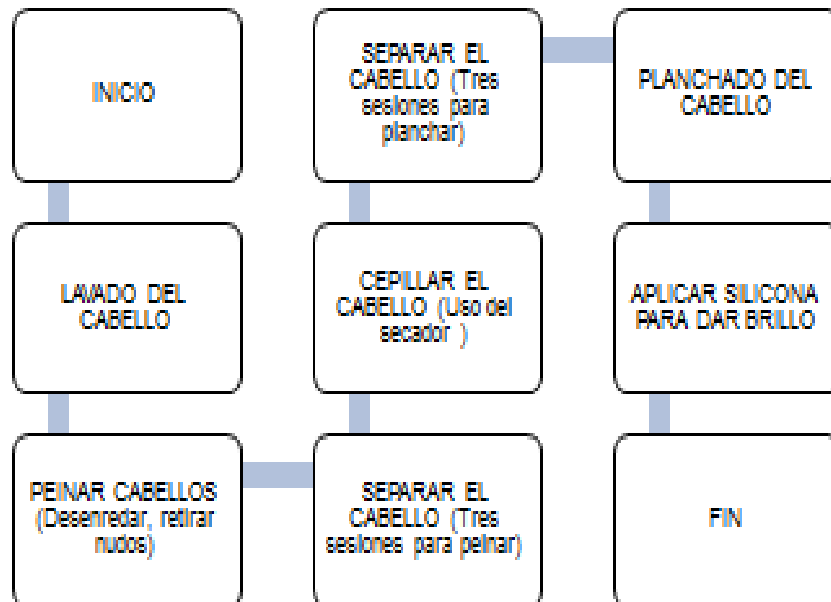 INICIO
LAVADO DEL
CABELLO
PEINAR CABELLOS
(Desenredar, retirar
nudos)
SEPARAR EL
CABELLO (Tres
sesiones para peinar)
CEPILLAR EL
CABELLO (Uso del
secador )
SEPARAR EL
CABELLO (Tres
sesiones para
planchar)
PLANCHADO DEL
CABELLO
APLICAR SILICONA
PARA DAR BRILLO
FIN